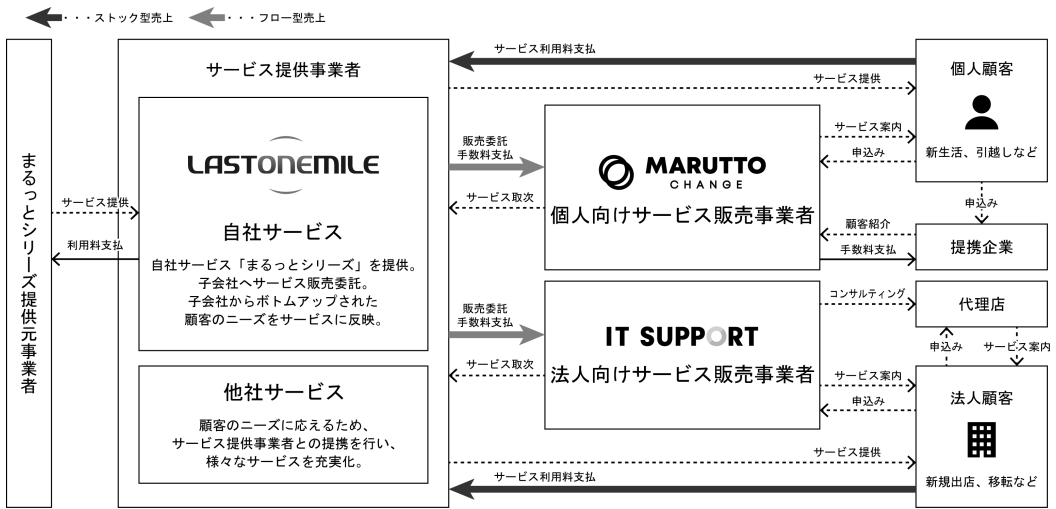 ・・・ストック型売上
・・・フロー型売上
まるっとシリーズ提供元事業者
サービス提供
利用料支払
サービス提供事業者
LASTONEMILE
自社サービス
自社サービス「まるっとシリーズ」を提供。
子会社へサービス販売委託。
子会社からボトムアップされた
顧客のニーズをサービスに反映。
他社サービス
顧客のニーズに応えるため、
サービス提供事業者との提携を行い、
様々なサービスを充実化。
サービス利用料支払
サービス提供
販売委託
手数料支払
サービス取次
MARUTTO
CHANGE
個人向けサービス販売事業者
サービス案内
申込み
顧客紹介
手数料支払
個人顧客
新生活、引越しなど
申込み
提携企業
販売委託
手数料支払
サービス取次
IT SUPPORT
法人向けサービス販売事業者
コンサルティング
サービス案内
申込み
代理店
申込み
サービス案内
法人顧客
新規出店、移転など
サービス提供
サービス利用料支払